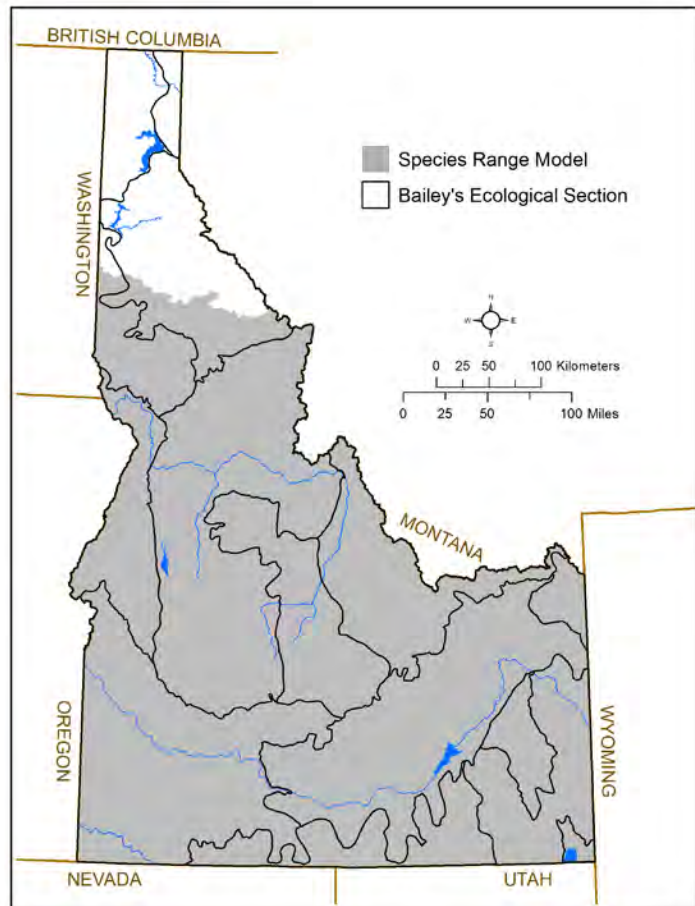 BRITISH COLUMBIA
WASHINGTON
Species Range Model
Bailey's Ecological Section
N
W E
S
0 25 50 100 Kilometers
0 25 50 100 Miles
MONTANA
OREGON
WYOMING
NEVADA
UTAH